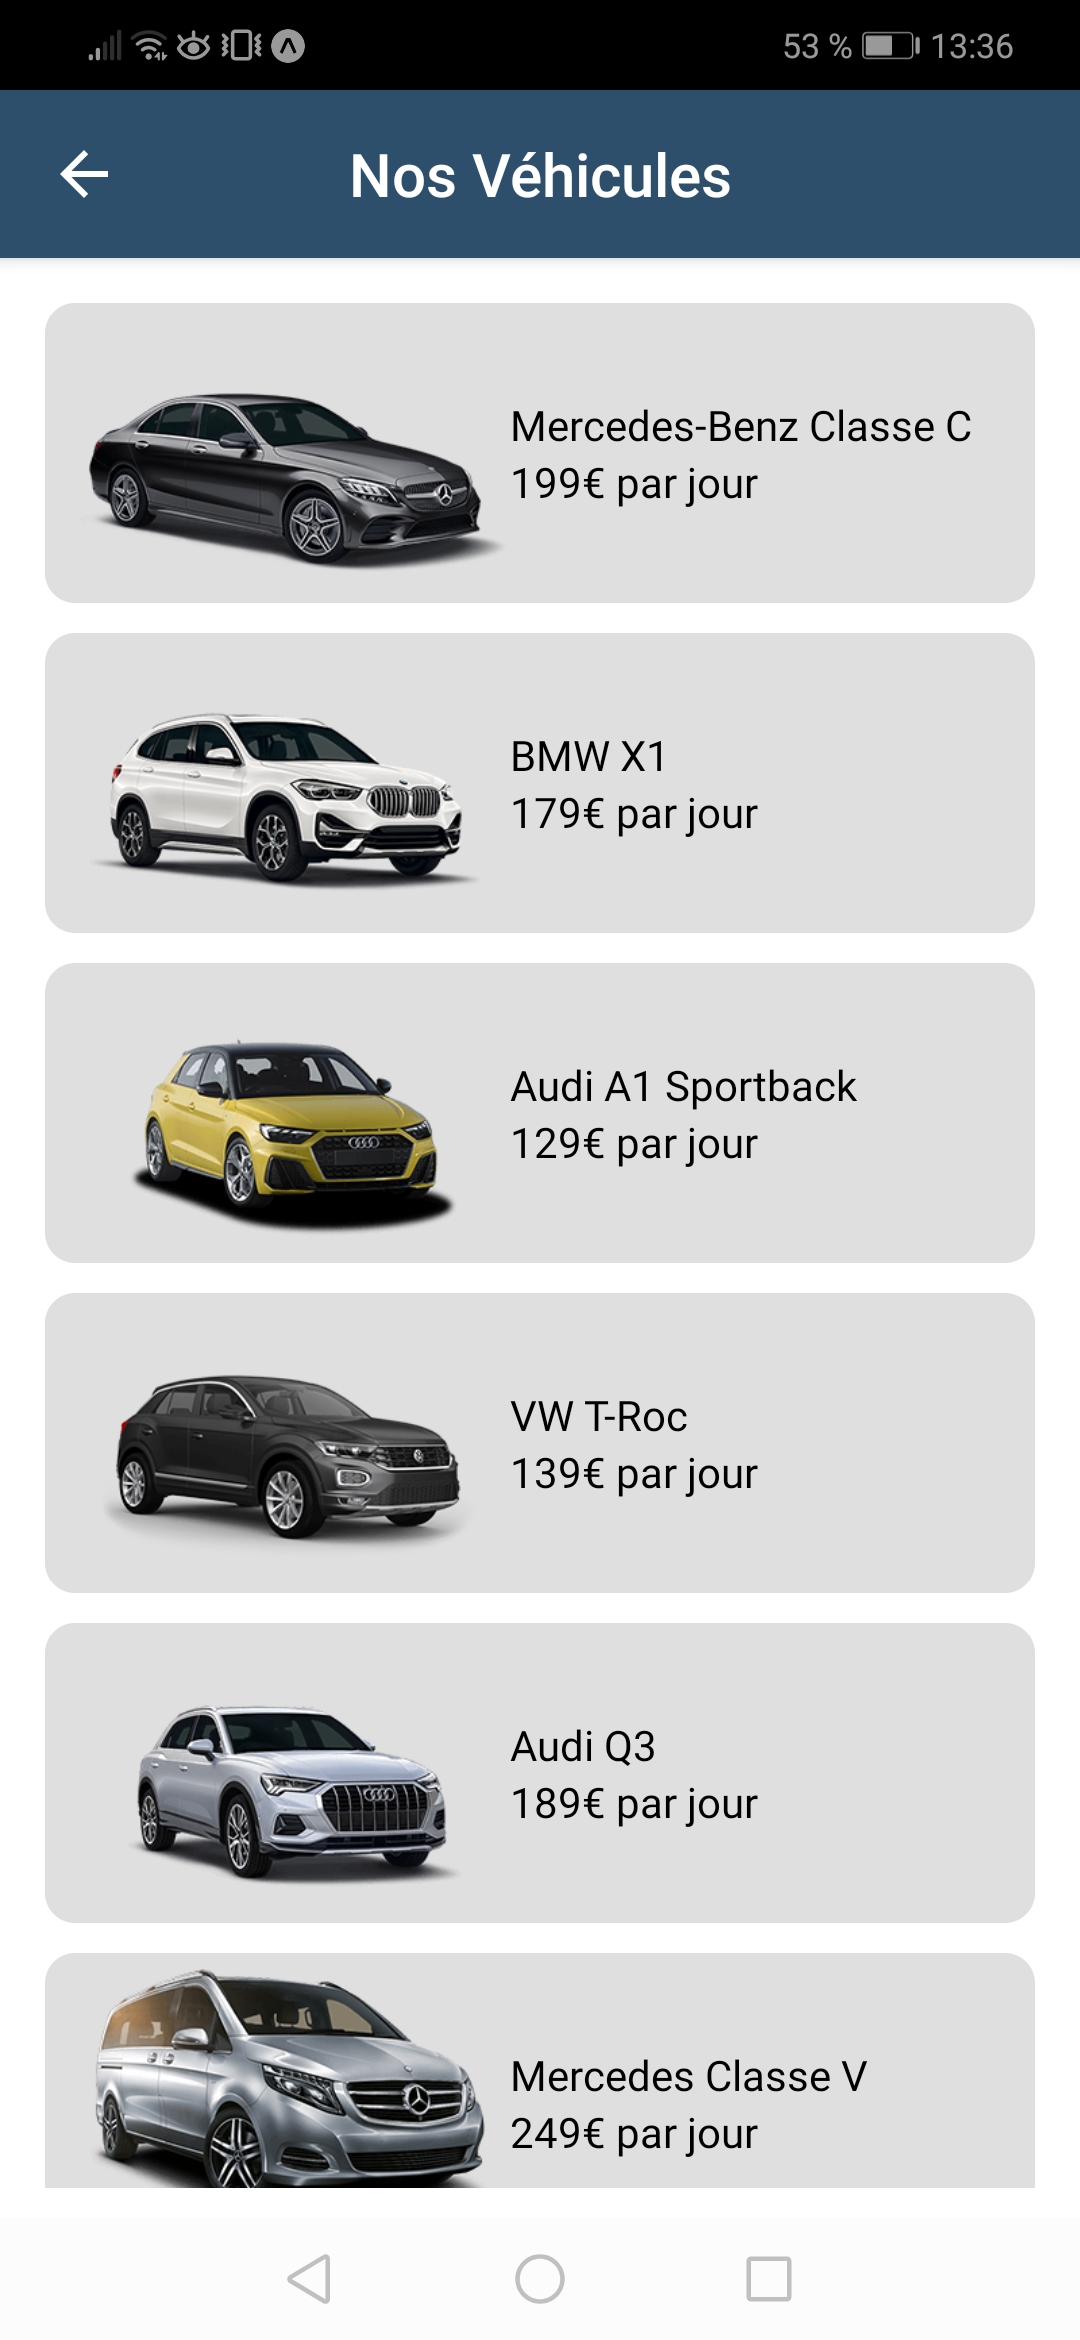 53 % 13:36
Nos Véhicules
Mercedes-Benz Classe C
199€ par jour
BMW X1
179€ par jour
Audi A1 Sportback
129€ par jour
VW T-Roc
139€ par jour
Audi Q3
189€ par jour
Mercedes Classe V
249€ par jour